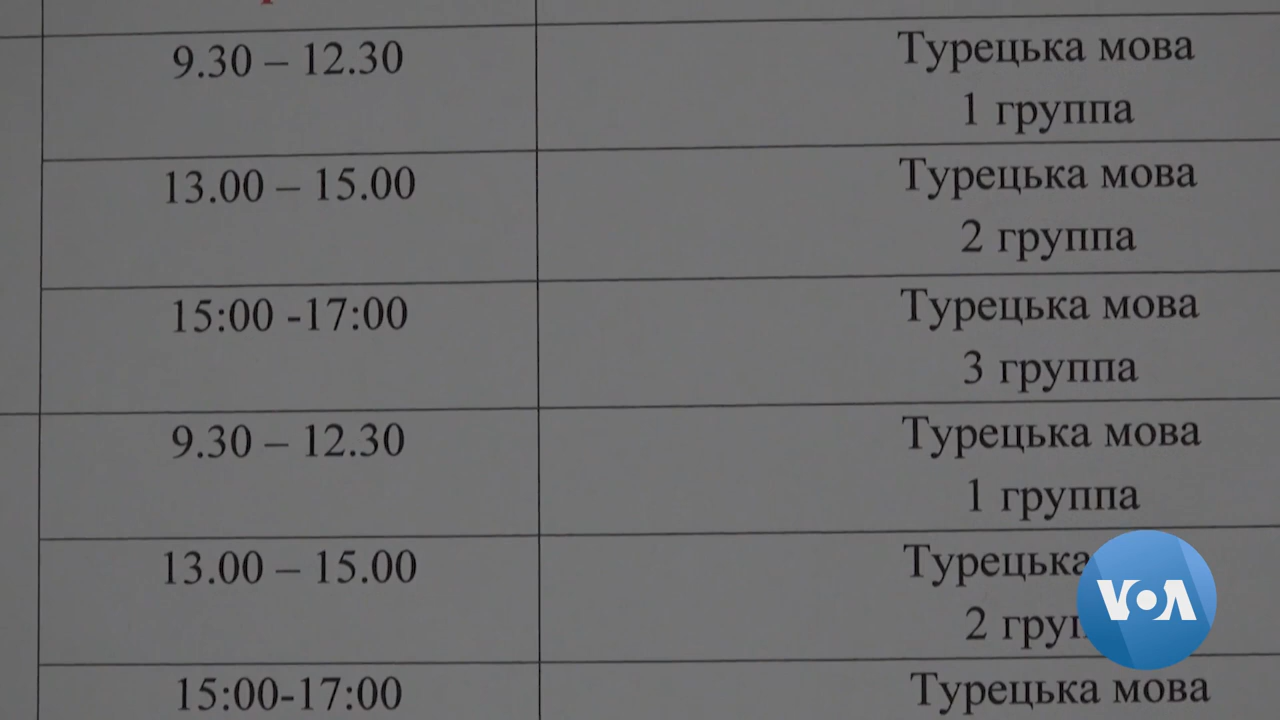 9.30 – 12.30
Турецька мова
1 группа
13.00 – 15.00
Турецька мова
2 группа
15:00 -17:00
Турецька мова
3 группа
9.30 – 12.30
Турецька мова
1 группа
13.00 – 15.00
Турецька
2
VOA
15:00-17:00
Турецька мова